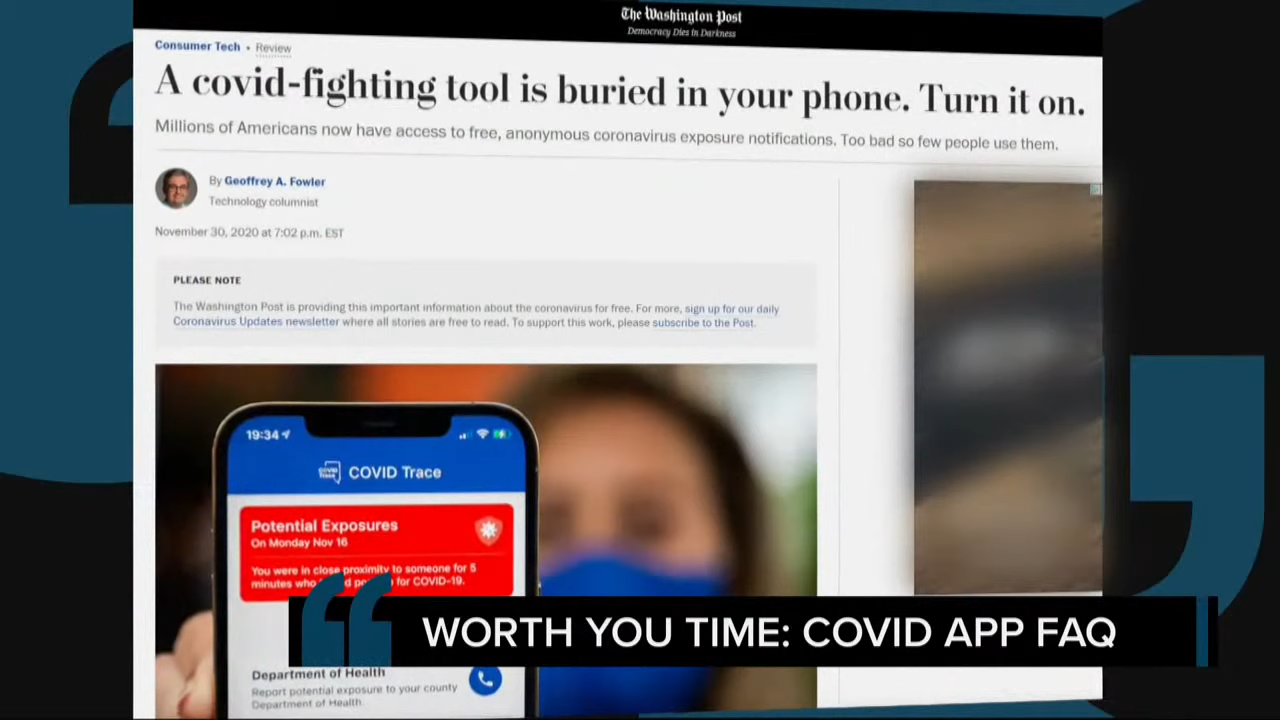 The Washington Post
Democracy Dies in Darkness
Consumer Tech • Review
A covid-fighting tool is buried in your phone. Turn it on.
Millions of Americans now have access to free, anonymous coronavirus exposure notifications. Too bad so few people use them.
By Geoffrey A. Fowler
Technology columnist
November 30, 2020 at 7:02 p.m. EST
PLEASE NOTE
The Washington Post is providing this important information about the coronavirus for free. For more, sign up for our daily
Coronavirus Updates newsletter where all stories are free to read. To support this work, please subscribe to the Post.
19:34
COVID Trace
Potential Exposures
On Monday Nov 16
You were in close proximity to someone for 5
minutes who for COVID-19.
WORTH YOU TIME: COVID APP FAQ
Department of Health
Report potential exposure to your county
Department of Health.